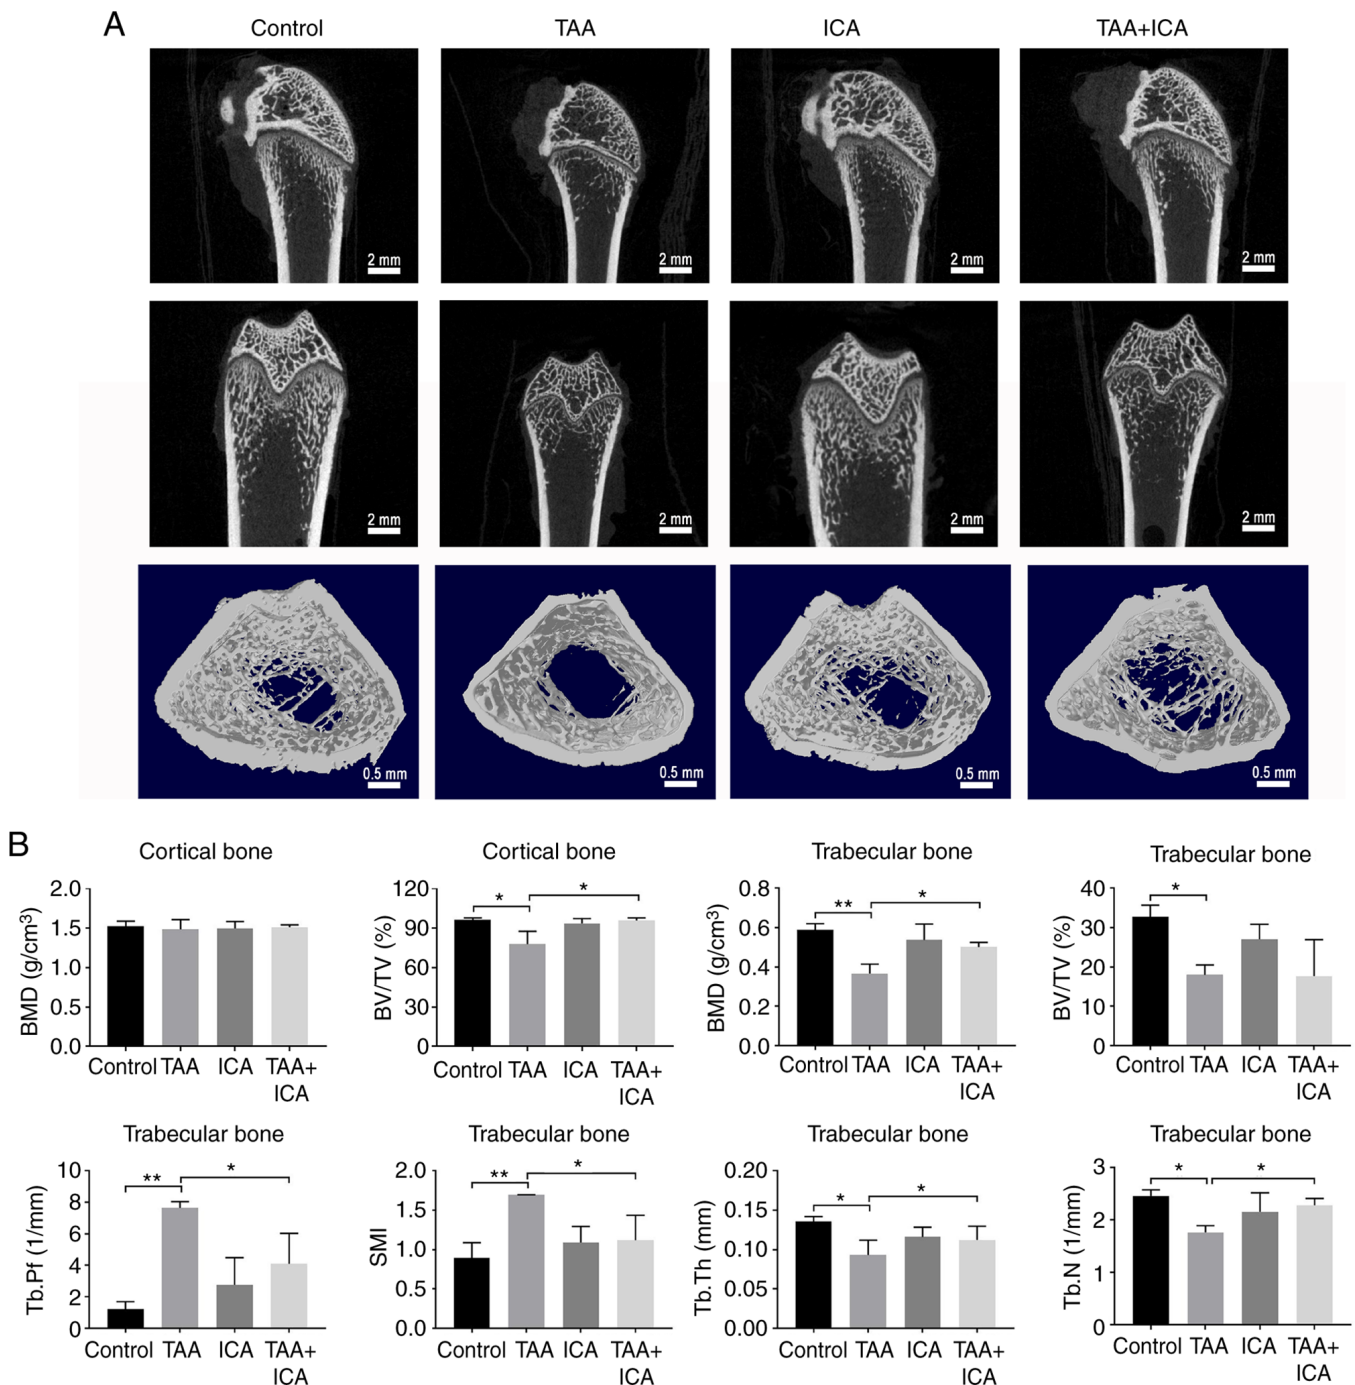 A
Control TAA ICA TAA+ICA
2 mm 2 mm 2 mm 2 mm
2 mm 2 mm 2 mm 2 mm
0.5 mm 0.5 mm 0.5 mm 0.5 mm
B
Cortical bone
BMD (g/cm³)
2.0
1.5
1.0
0.5
0.0
Control TAA ICA TAA+
ICA
Cortical bone
BV/TV (%)
120
90
60
30
0
* *
Control TAA ICA TAA+
ICA
Trabecular bone
BMD (g/cm³)
0.8
0.6
0.4
0.2
0.0
** *
Control TAA ICA TAA+
ICA
Trabecular bone
BV/TV (%)
40
30
20
10
0
*
Control TAA ICA TAA+
ICA
Trabecular bone
Tb.Pf (1/mm)
10
8
6
4
2
0
** *
Control TAA ICA TAA+
ICA
Trabecular bone
SMI
2.0
1.5
1.0
0.5
0.0
** *
Control TAA ICA TAA+
ICA
Trabecular bone
Tb.Th (mm)
0.20
0.15
0.10
0.05
0.00
* *
Control TAA ICA TAA+
ICA
Trabecular bone
Tb.N (1/mm)
3
2
1
0
* *
Control TAA ICA TAA+
ICA